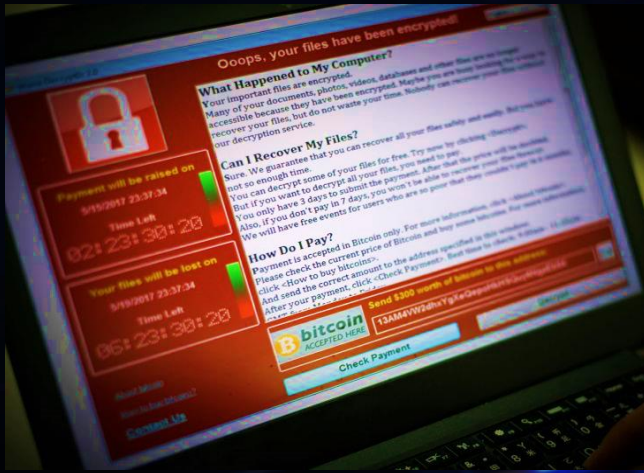 Ooops, your files have been encrypted!
What Happened to My Computer?
Your important files are encrypted.
Many of your documents, photos, videos, databases and other files are no longer
accessible because they have been encrypted. Maybe you are busy looking for a way to
recover your files, but do not waste your time. Nobody can recover your files without
our decryption service.
Can I Recover My Files?
Sure. We guarantee that you can recover all your files safely and easily. But you have
not so enough time.
You can decrypt some of your files for free. Try now by clicking <Decrypt>.
But if you want to decrypt all your files, you need to pay.
You only have 3 days to submit the payment. After that the price will be doubled.
Also, if you don't pay in 7 days, you won't be able to recover your files forever.
We will have free events for users who are so poor that they couldn't pay in 6 months.
How Do I Pay?
Payment is accepted in Bitcoin only. For more information, click <About bitcoin>.
Please check the current price of Bitcoin and buy some bitcoins. For more information,
click <How to buy bitcoins>.
And send the correct amount to the address specified in this window.
After your payment, click <Check Payment>. Best time to check: 9:00am - 11:00am
Payment will be raised on
5/15/2017 23:37:34
Time Left
02:23:30:20
Your files will be lost on
5/19/2017 23:37:34
Time Left
06:23:30:20
About bitcoin
How to buy bitcoins?
Contact Us
bitcoin
ACCEPTED HERE
Send $300 worth of bitcoin to this address:
Check Payment
Decrypt